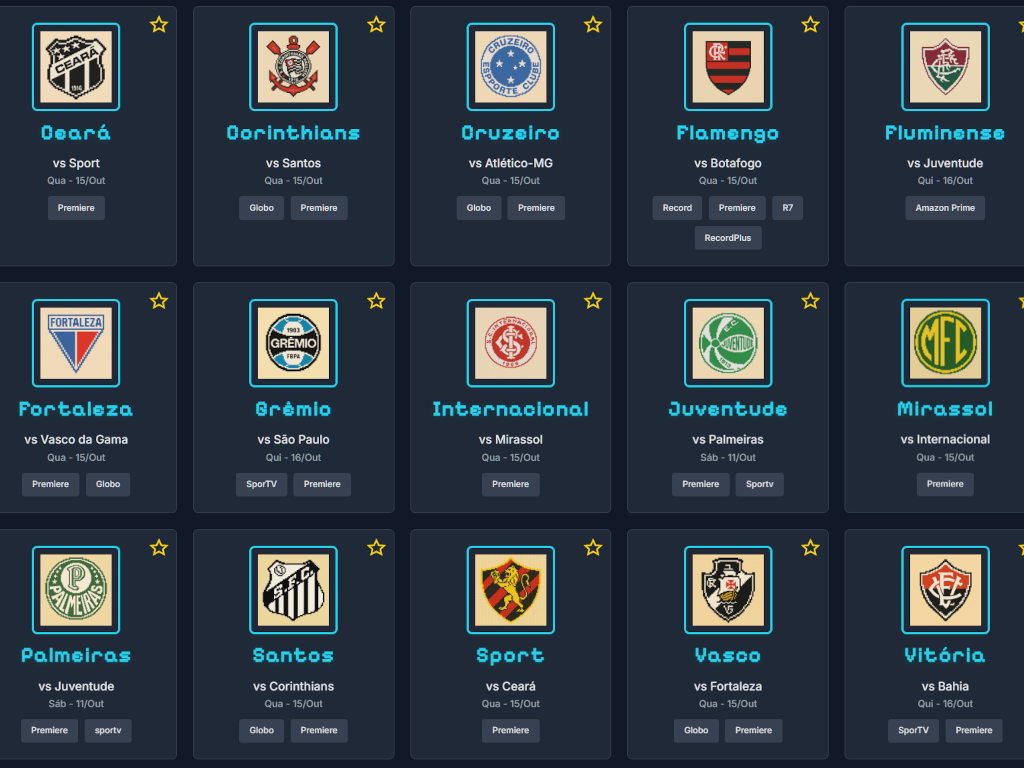 CEARÁ
1914
Ceará
vs Sport
Qua - 15/Out
Premiere
Corinthians
vs Santos
Qua - 15/Out
Globo Premiere
CRUZEIRO
ESPPORTE CLUBE
Cruzeiro
vs Atlético-MG
Qua - 15/Out
Globo Premiere
Flamengo
vs Botafogo
Qua - 15/Out
Record Premiere R7
RecordPlus
Fluminense
vs Juventude
Qui - 16/Out
Amazon Prime
FORTALEZA
Fortaleza
vs Vasco da Gama
Qua - 15/Out
Premiere Globo
1903
GRÊMIO
FBPA
Grêmio
vs São Paulo
Qui - 16/Out
SporTV Premiere
S.C. INTERNACIONAL
Internacional
vs Mirassol
Qua - 15/Out
Premiere
E.C.
JUVENTUDE
Juventude
vs Palmeiras
Sáb - 11/Out
Premiere Sportv
MFC
Mirassol
vs Internacional
Qua - 15/Out
Premiere
P
PALMEIRAS
Palmeiras
vs Juventude
Sáb - 11/Out
Premiere sportv
S.F.C.
Santos
vs Corinthians
Qua - 15/Out
Globo Premiere
Sport
vs Ceará
Qua - 15/Out
Premiere
Vasco
vs Fortaleza
Qua - 15/Out
Globo Premiere
Vitória
vs Bahia
Qui - 16/Out
SporTV Premiere